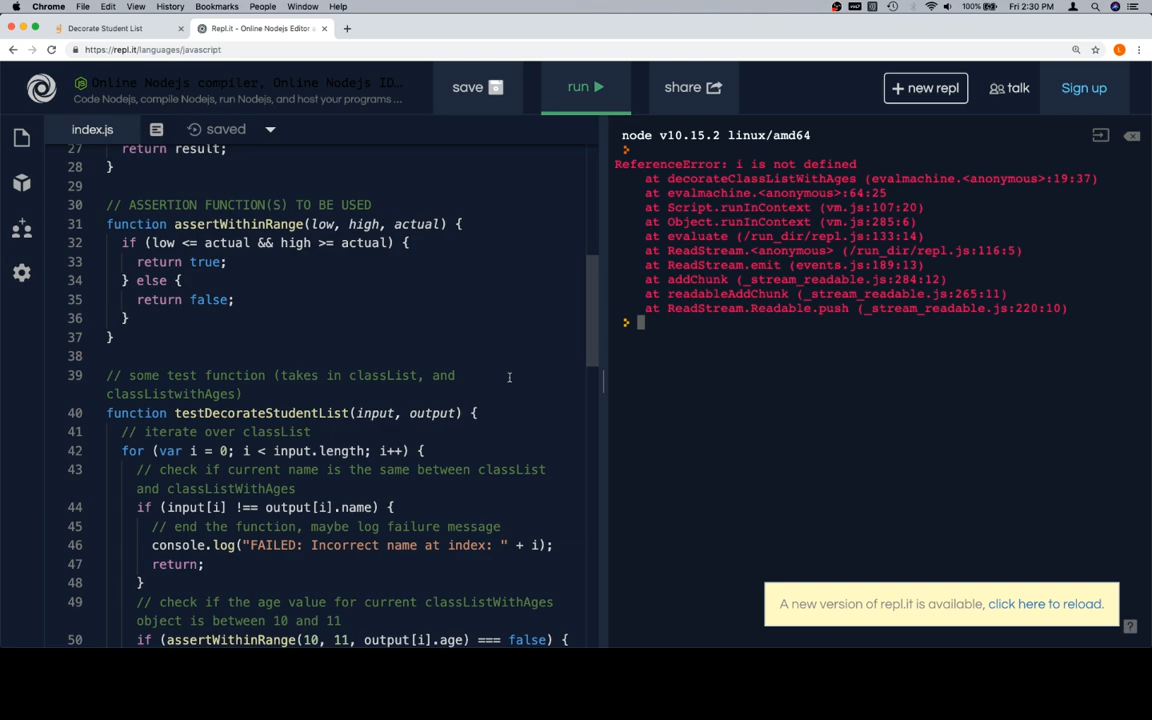 Chrome File Edit View History Bookmarks People Window Help 100% Fri 2:30 PM
Decorate Student List
Repl.it - Online Nodejs Editor a
https://repl.it/languages/javascript
Online Nodejs compiler, Online Nodejs ID...
Code Nodejs, compile Nodejs, run Nodejs, and host your programs ...
save
run
share
+ new repl
talk
Sign up
index.js
saved
27 return result;
28 }
29
30 // ASSERTION FUNCTION(S) TO BE USED
31 function assertWithinRange(low, high, actual) {
32 if (low <= actual && high >= actual) {
33 return true;
34 } else {
35 return false;
36 }
37 }
38
39 // some test function (takes in classList, and
classListwithAges)
40 function testDecorateStudentList(input, output) {
41 // iterate over classList
42 for (var i = 0; i < input.length; i++) {
43 // check if current name is the same between classList
and classListWithAges
44 if (input[i] !== output[i].name) {
45 // end the function, maybe log failure message
46 console.log("FAILED: Incorrect name at index: " + i);
47 return;
48 }
49 // check if the age value for current classListWithAges
object is between 10 and 11
50 if (assertWithinRange(10, 11, output[i].age) === false) {
node v10.15.2 linux/amd64
>
ReferenceError: i is not defined
at decorateClassListWithAges (evalmachine.<anonymous>:19:37)
at evalmachine.<anonymous>:64:25
at Script.runInContext (vm.js:107:20)
at Object.runInContext (vm.js:285:6)
at evaluate (/run_dir/repl.js:133:14)
at ReadStream.<anonymous> (/run_dir/repl.js:116:5)
at ReadStream.emit (events.js:189:13)
at addChunk (_stream_readable.js:284:12)
at readableAddChunk (_stream_readable.js:265:11)
at ReadStream.Readable.push (_stream_readable.js:220:10)
>
A new version of repl.it is available, click here to reload.
?